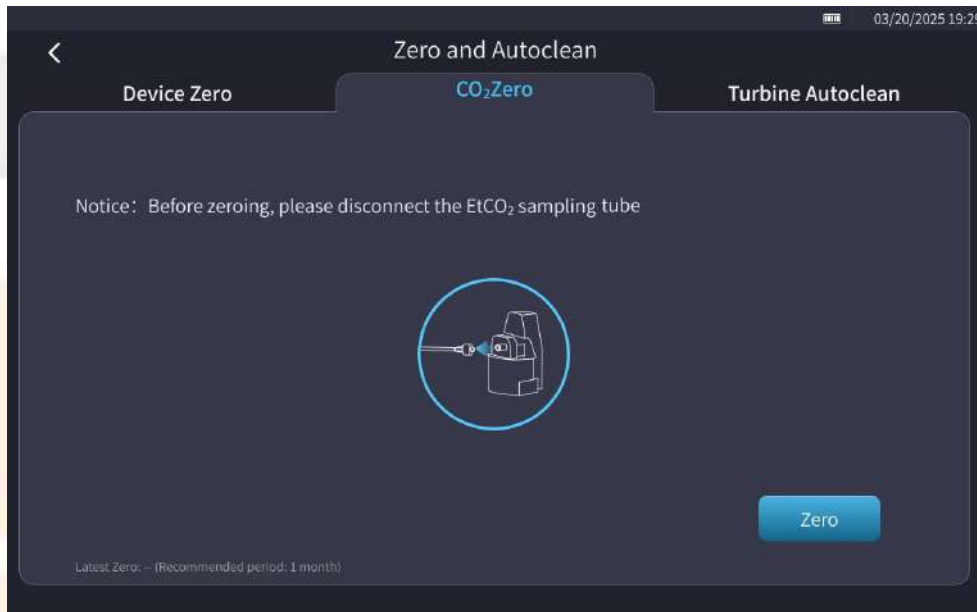 03/20/2025 19:29
Zero and Autoclean
Device Zero
CO₂Zero
Turbine Autoclean
Notice: Before zeroing, please disconnect the EtCO₂ sampling tube
Zero
Latest Zero: -- (Recommended period: 1 month)